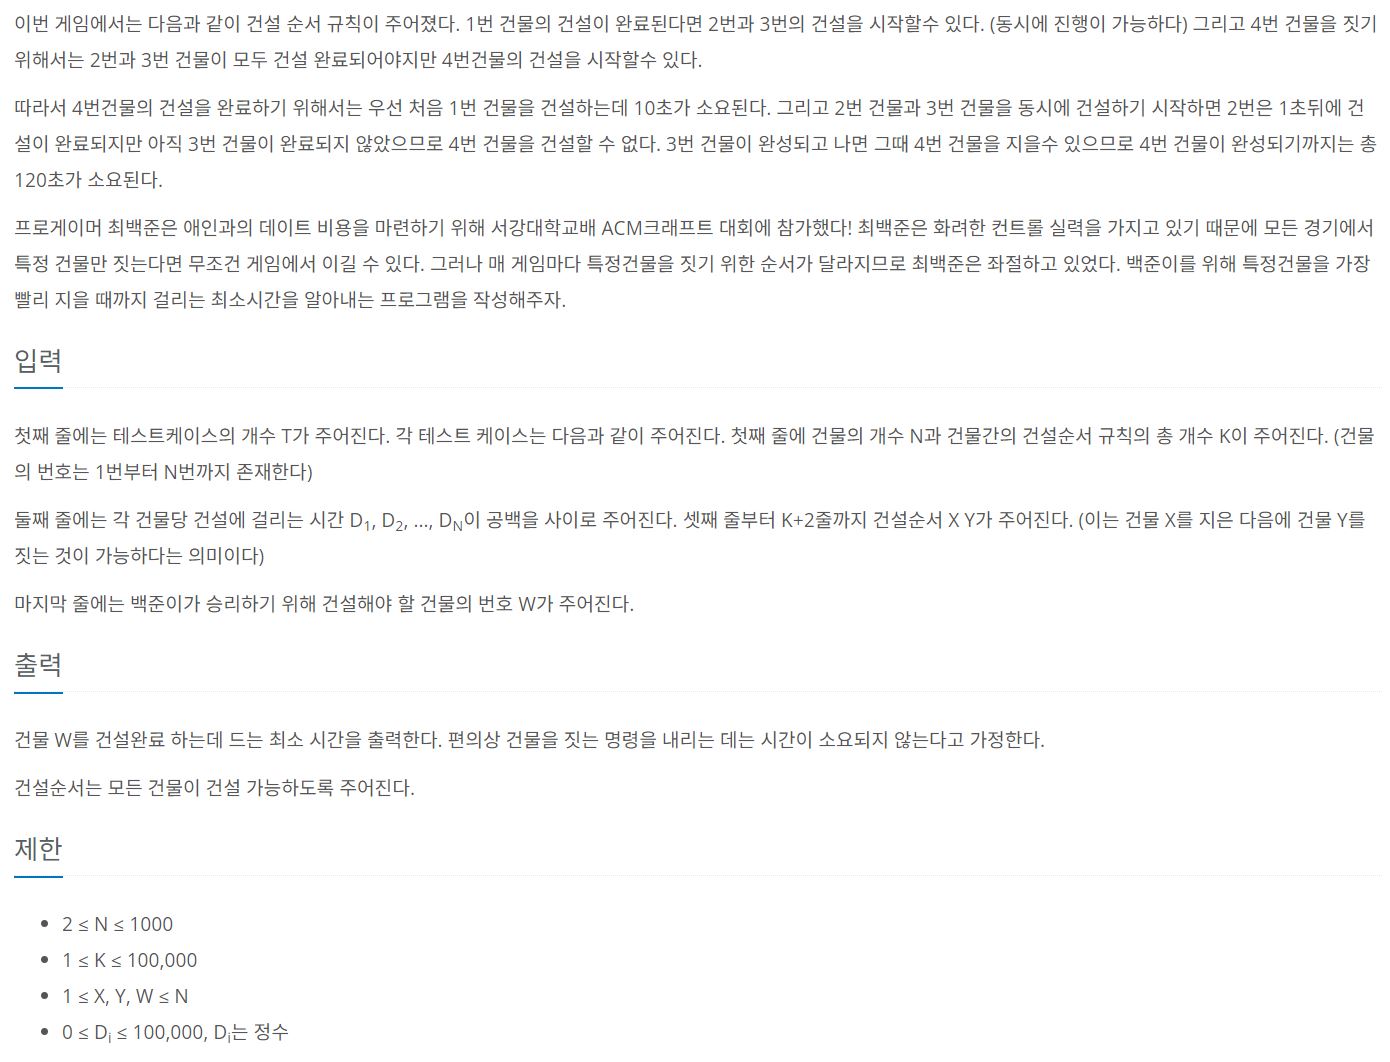 이번 게임에서는 다음과 같이 건설 순서 규칙이 주어졌다. 1번 건물의 건설이 완료된다면 2번과 3번의 건설을 시작할수 있다. (동시에 진행이 가능하다) 그리고 4번 건물을 짓기
위해서는 2번과 3번 건물이 모두 건설 완료되어야지만 4번건물의 건설을 시작할수 있다.
따라서 4번건물의 건설을 완료하기 위해서는 우선 처음 1번 건물을 건설하는데 10초가 소요된다. 그리고 2번 건물과 3번 건물을 동시에 건설하기 시작하면 2번은 1초뒤에 건
설이 완료되지만 아직 3번 건물이 완료되지 않았으므로 4번 건물을 건설할 수 없다. 3번 건물이 완성되고 나면 그때 4번 건물을 지을수 있으므로 4번 건물이 완성되기까지는 총
120초가 소요된다.
프로게이머 최백준은 애인과의 데이트 비용을 마련하기 위해 서강대학교배 ACM크래프트 대회에 참가했다! 최백준은 화려한 컨트롤 실력을 가지고 있기 때문에 모든 경기에서
특정 건물만 짓는다면 무조건 게임에서 이길 수 있다. 그러나 매 게임마다 특정건물을 짓기 위한 순서가 달라지므로 최백준은 좌절하고 있었다. 백준이를 위해 특정건물을 가장
빨리 지을 때까지 걸리는 최소시간을 알아내는 프로그램을 작성해주자.
입력
첫째 줄에는 테스트케이스의 개수 T가 주어진다. 각 테스트 케이스는 다음과 같이 주어진다. 첫째 줄에 건물의 개수 N과 건물간의 건설순서 규칙의 총 개수 K이 주어진다. (건물
의 번호는 1번부터 N번까지 존재한다)
둘째 줄에는 각 건물당 건설에 걸리는 시간 D1, D2, ..., DN이 공백을 사이로 주어진다. 셋째 줄부터 K+2줄까지 건설순서 X Y가 주어진다. (이는 건물 X를 지은 다음에 건물 Y를
짓는 것이 가능하다는 의미이다)
마지막 줄에는 백준이가 승리하기 위해 건설해야 할 건물의 번호 W가 주어진다.
출력
건물 W를 건설완료 하는데 드는 최소 시간을 출력한다. 편의상 건물을 짓는 명령을 내리는 데는 시간이 소요되지 않는다고 가정한다.
건설순서는 모든 건물이 건설 가능하도록 주어진다.
제한
• 2 ≤ N ≤ 1000
• 1 ≤ K ≤ 100,000
• 1 ≤ X, Y, W ≤ N
• 0 ≤ Di ≤ 100,000, Di는 정수